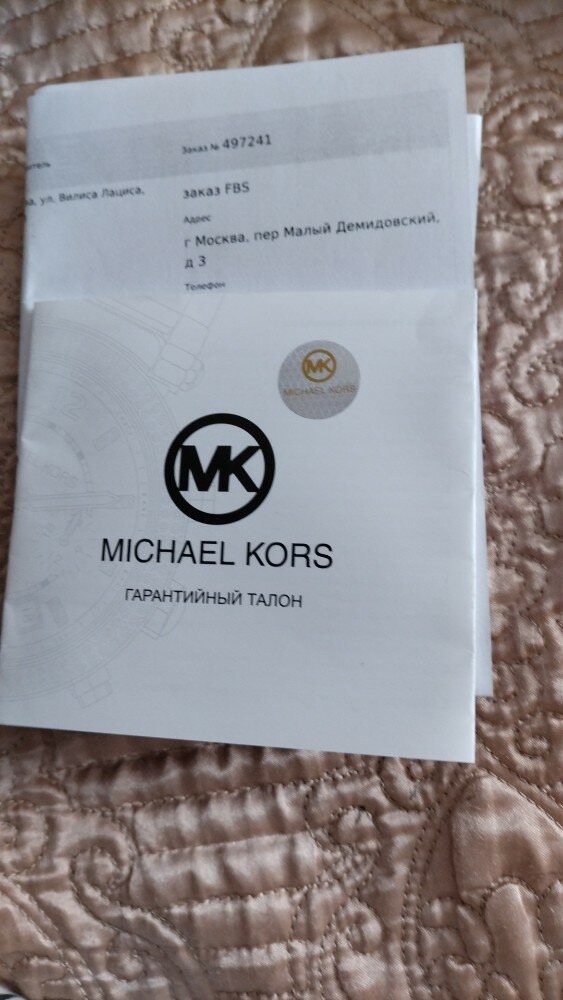 Заказ № 497241
ул. Вилиса Лациса,
заказ FBS
Адрес
г Москва, пер Малый Демидовский,
д 3
Телефон
MK
MICHAEL KORS
MK
MICHAEL KORS
ГАРАНТИЙНЫЙ ТАЛОН